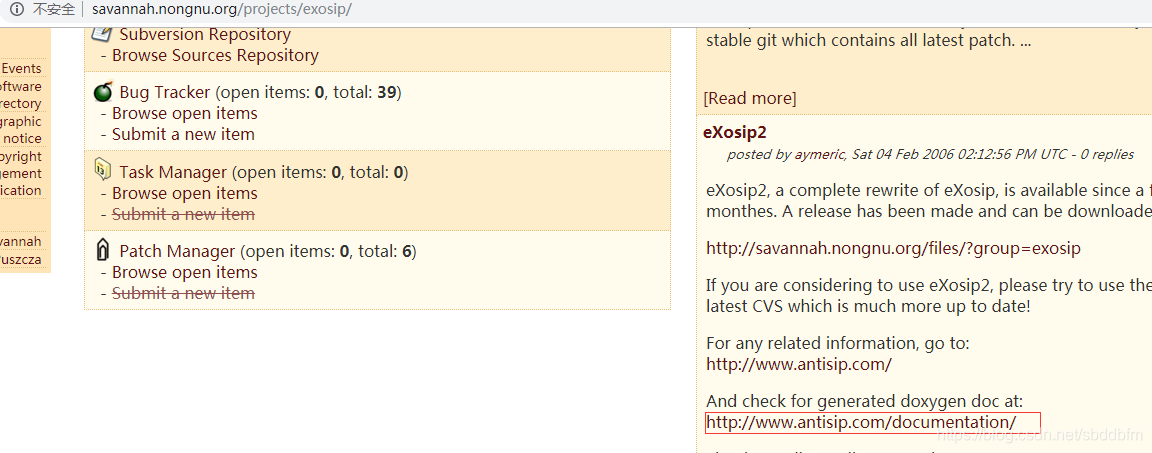 不安全 savannah.nongnu.org/projects/exosip/
Events
oftware
rectory
graphic
notice
pyright
gement
ication
vannah
uszcza
Subversion Repository
- Browse Sources Repository
Bug Tracker (open items: 0, total: 39)
- Browse open items
- Submit a new item
Task Manager (open items: 0, total: 0)
- Browse open items
- Submit a new item
Patch Manager (open items: 0, total: 6)
- Browse open items
- Submit a new item
stable git which contains all latest patch. ...
[Read more]
eXosip2
posted by aymeric, Sat 04 Feb 2006 02:12:56 PM UTC - 0 replies
eXosip2, a complete rewrite of eXosip, is available since a f
monthes. A release has been made and can be downloade
http://savannah.nongnu.org/files/?group=exosip
If you are considering to use eXosip2, please try to use the
latest CVS which is much more up to date!
For any related information, go to:
http://www.antisip.com/
And check for generated doxygen doc at:
http://www.antisip.com/documentation/
https://blog.csdn.net/sbddbfm